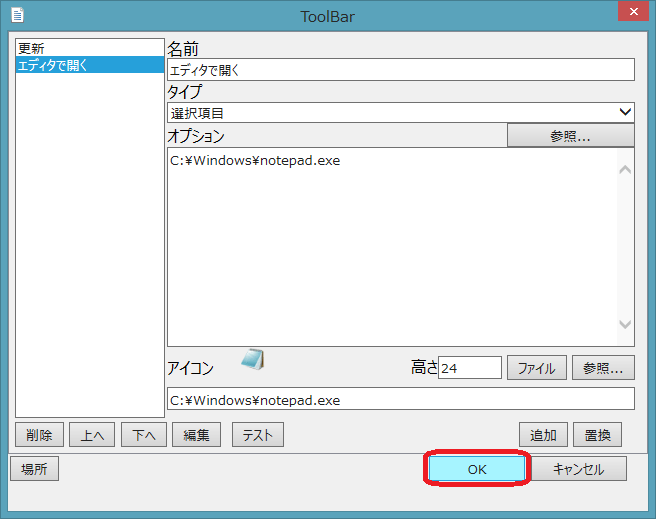 ToolBar
更新
エディタで開く
名前
エディタで開く
タイプ
選択項目
オプション
参照...
C:¥Windows¥notepad.exe
アイコン
高さ
24
ファイル
参照...
C:¥Windows¥notepad.exe
削除
上へ
下へ
編集
テスト
追加
置換
場所
OK
キャンセル